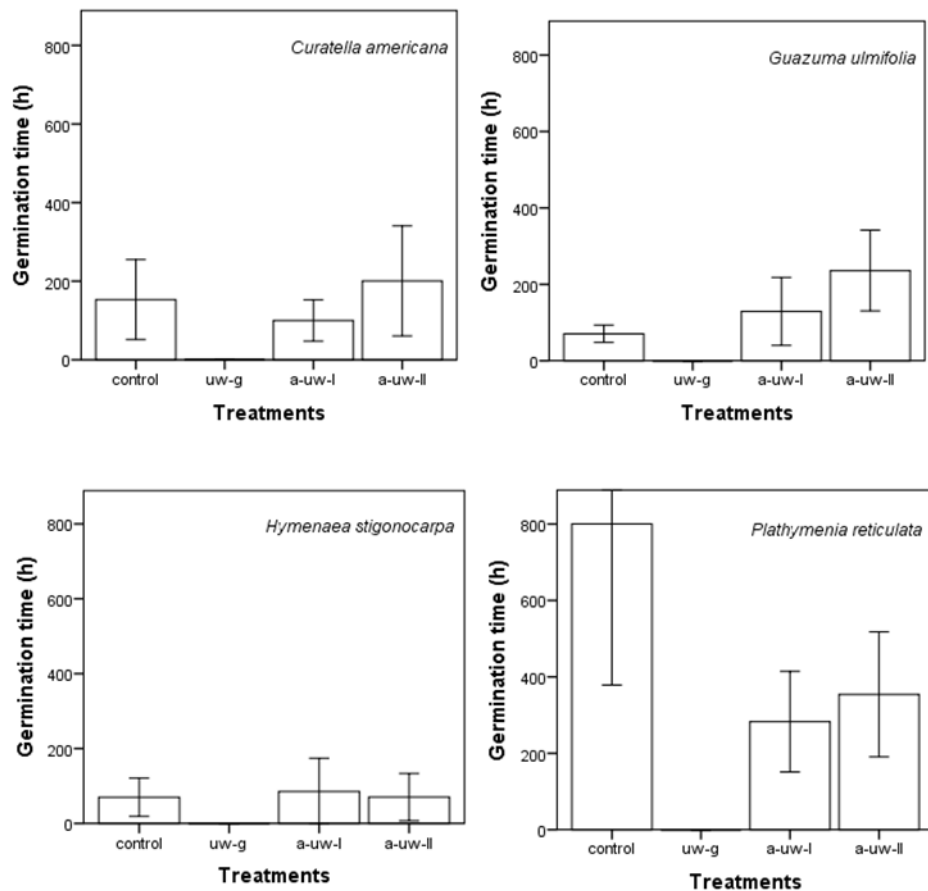 Curatella americana
Germination time (h)
800
600
400
200
0
control uw-g a-uw-I a-uw-II
Treatments
Guazuma ulmifolia
Germination time (h)
800
600
400
200
0
control uw-g a-uw-I a-uw-II
Treatments
Hymenaea stigonocarpa
Germination time (h)
800
600
400
200
0
control uw-g a-uw-I a-uw-II
Treatments
Plathymenia reticulata
Germination time (h)
800
600
400
200
0
control uw-g a-uw-I a-uw-II
Treatments